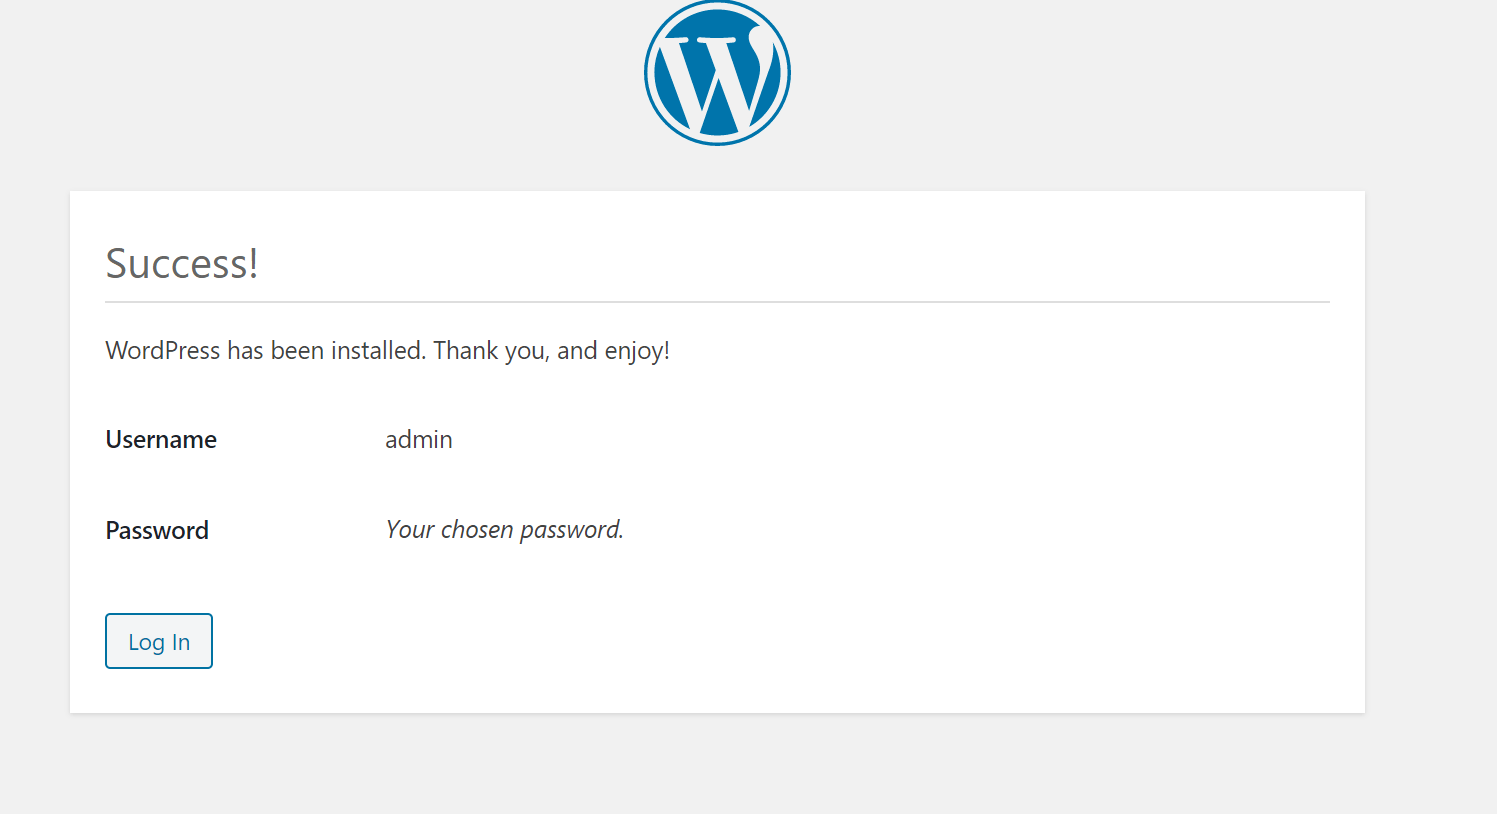 Success!
WordPress has been installed. Thank you, and enjoy!
Username admin
Password Your chosen password.
Log In